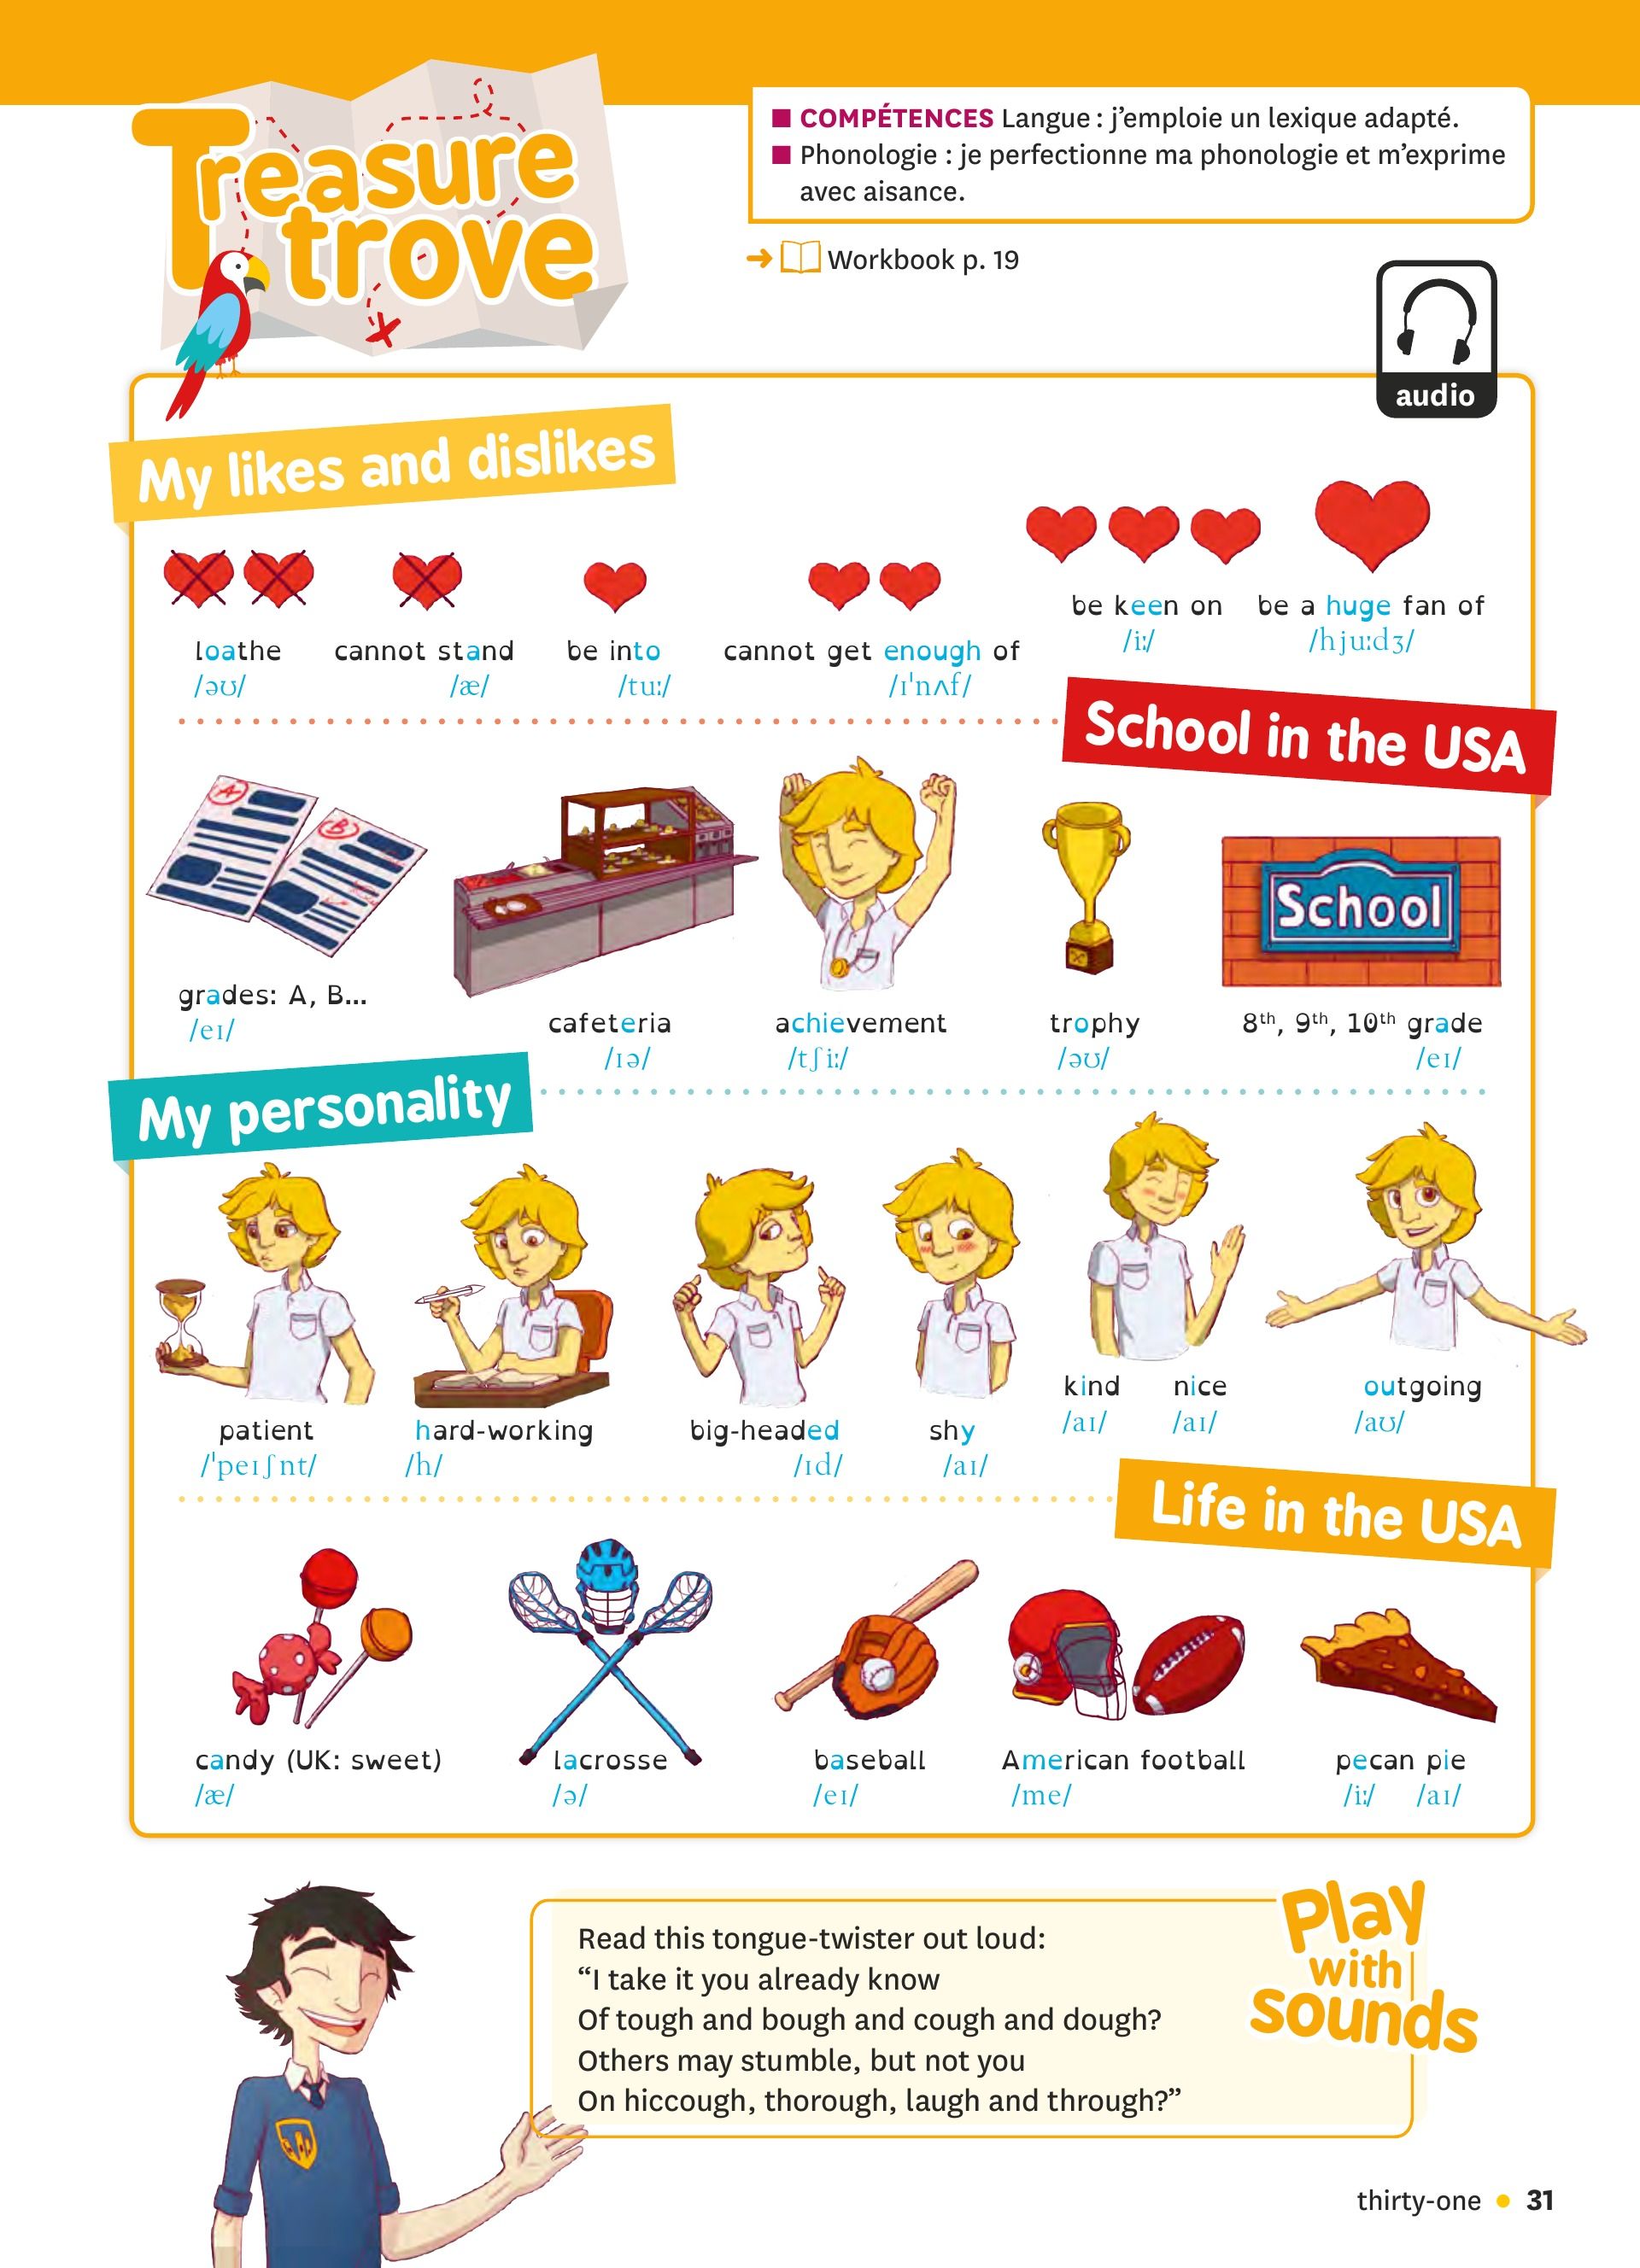 Treasure
trove
■ COMPÉTENCES Langue : j’emploie un lexique adapté.
■ Phonologie : je perfectionne ma phonologie et m’exprime
avec aisance.
➜ Workbook p. 19
audio
My likes and dislikes
loathe
/əʊ/
cannot stand
/æ/
be into
/tuː/
cannot get enough of
/ɪˈnʌf/
be keen on
/iː/
be a huge fan of
/hjuːdʒ/
School in the USA
A
B
School
grades: A, B...
/eɪ/
cafeteria
/ɪə/
achievement
/tʃiː/
trophy
/əʊ/
8th, 9th, 10th grade
/eɪ/
My personality
patient
/ˈpeɪʃnt/
hard-working
/h/
big-headed
/ɪd/
shy
/aɪ/
kind
/aɪ/
nice
/aɪ/
outgoing
/aʊ/
Life in the USA
candy (UK: sweet)
/æ/
lacrosse
/ə/
baseball
/eɪ/
American football
/me/
pecan pie
/iː/ /aɪ/
Play
with
sounds
Read this tongue-twister out loud:
“I take it you already know
Of tough and bough and cough and dough?
Others may stumble, but not you
On hiccough, thorough, laugh and through?”
thirty-one • 31